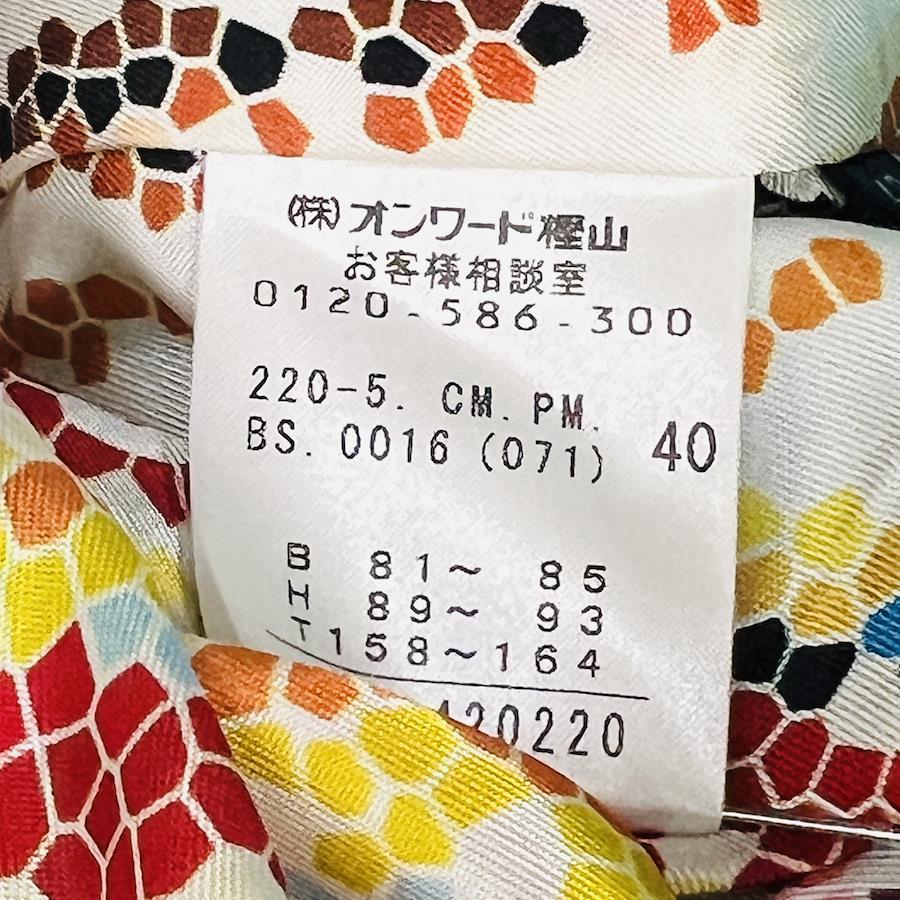 (株)オンワード樫山
お客様相談室
0120-586-300
220-5. CM. PM.
BS. 0016 (071) 40
B 81～ 85
H 89～ 93
T158～164
420220